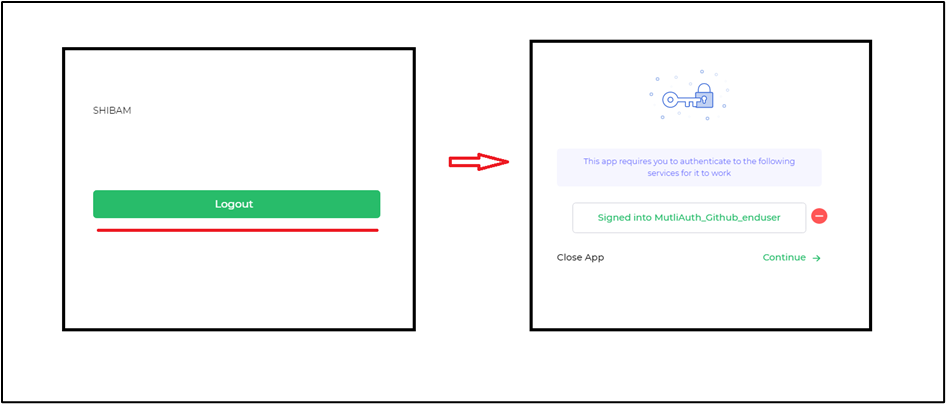 SHIBAM
Logout
This app requires you to authenticate to the following
services for it to work
Signed into MutliAuth_Github_enduser
Close App
Continue →